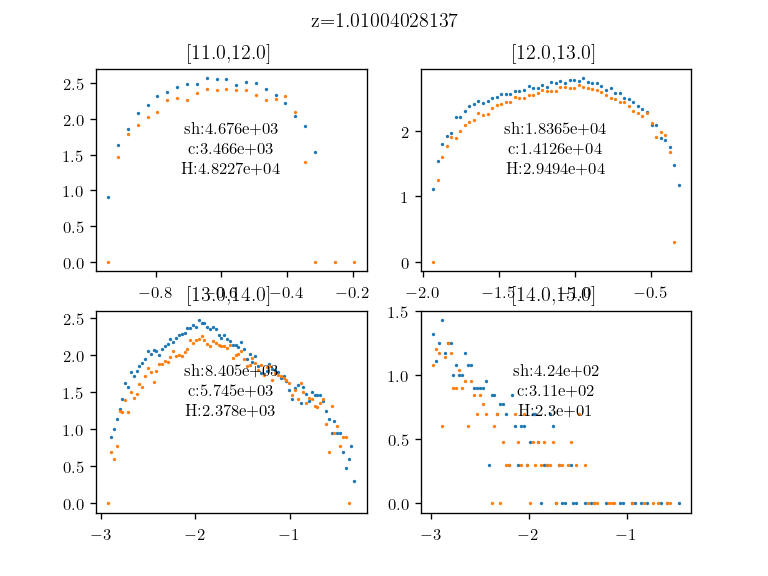 z=1.01004028137
[11.0,12.0]
[12.0,13.0]
2.5
2.0
1.5
1.0
0.5
0.0
sh:4.676e+03
c:3.466e+03
H:4.8227e+04
−0.8
−0.6
−0.4
−0.2
2
1
0
sh:1.8365e+04
c:1.4126e+04
H:2.9494e+04
−2.0
−1.5
−1.0
−0.5
[13.0,14.0]
[14.0,15.0]
2.5
2.0
1.5
1.0
0.5
0.0
sh:8.405e+03
c:5.745e+03
H:2.378e+03
−3
−2
−1
1.5
1.0
0.5
0.0
sh:4.24e+02
c:3.11e+02
H:2.3e+01
−3
−2
−1